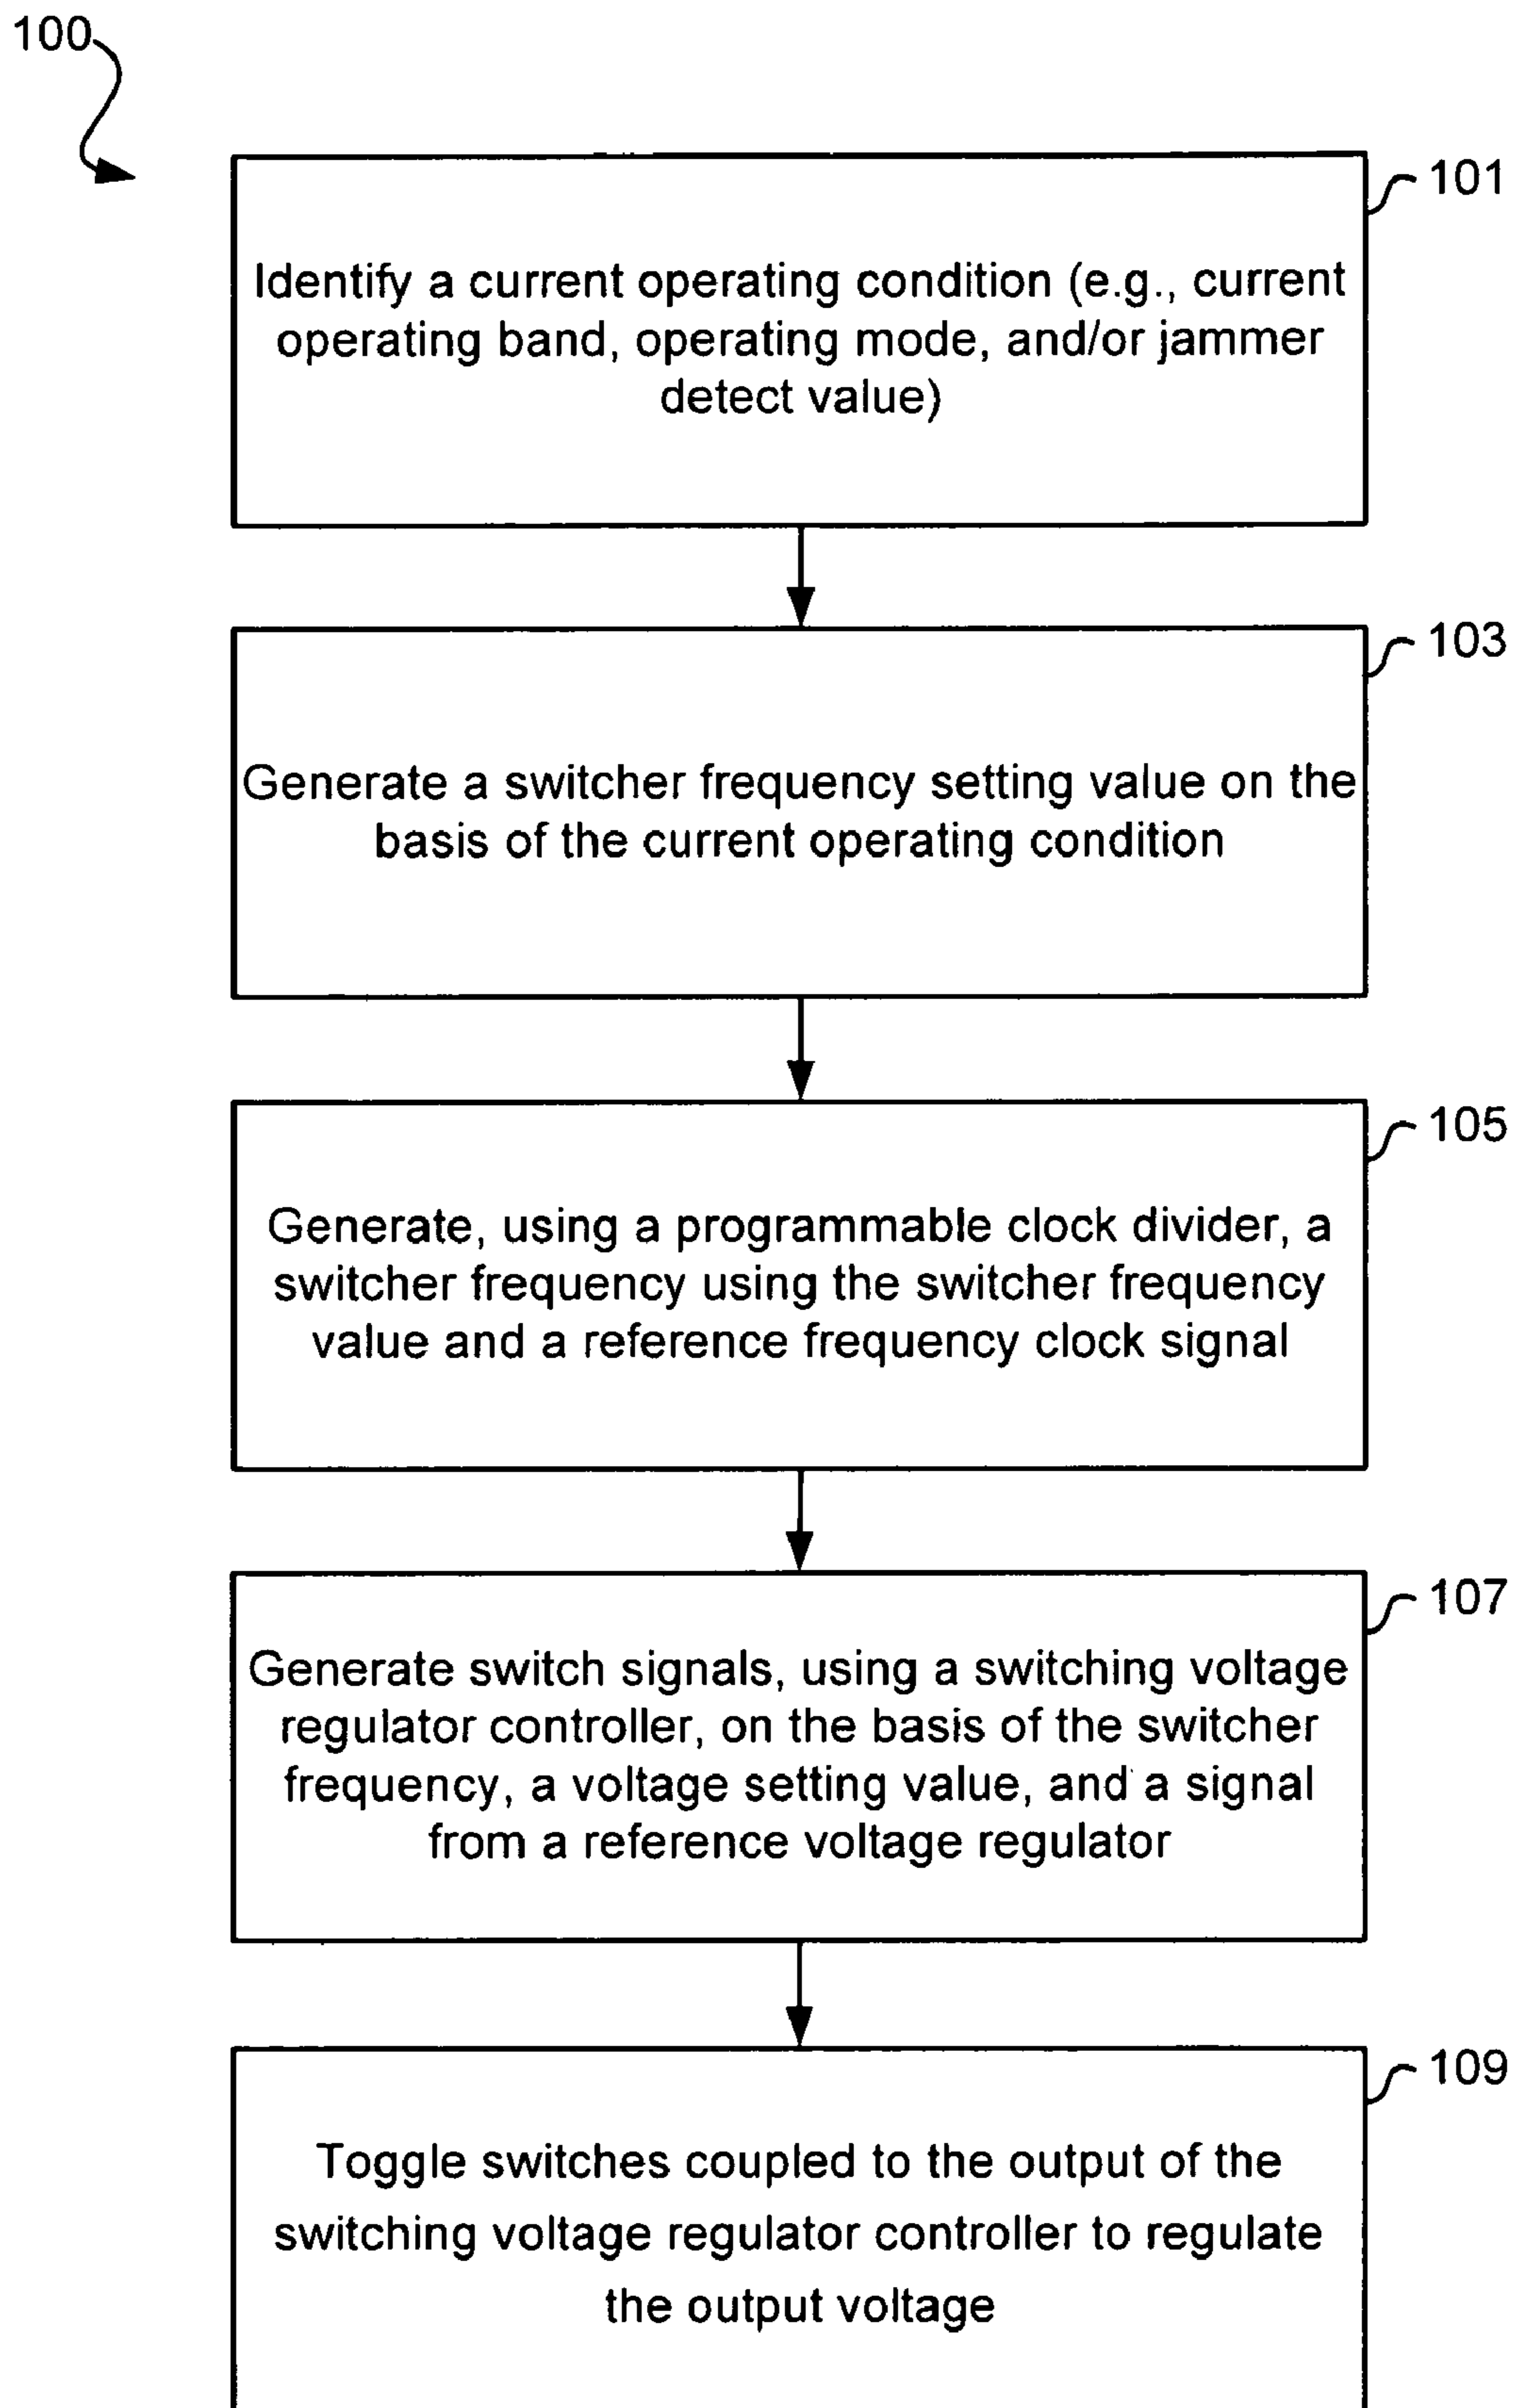 100
101
Identify a current operating condition (e.g., current
operating band, operating mode, and/or jammer
detect value)
103
Generate a switcher frequency setting value on the
basis of the current operating condition
105
Generate, using a programmable clock divider, a
switcher frequency using the switcher frequency
value and a reference frequency clock signal
107
Generate switch signals, using a switching voltage
regulator controller, on the basis of the switcher
frequency, a voltage setting value, and a signal
from a reference voltage regulator
109
Toggle switches coupled to the output of the
switching voltage regulator controller to regulate
the output voltage